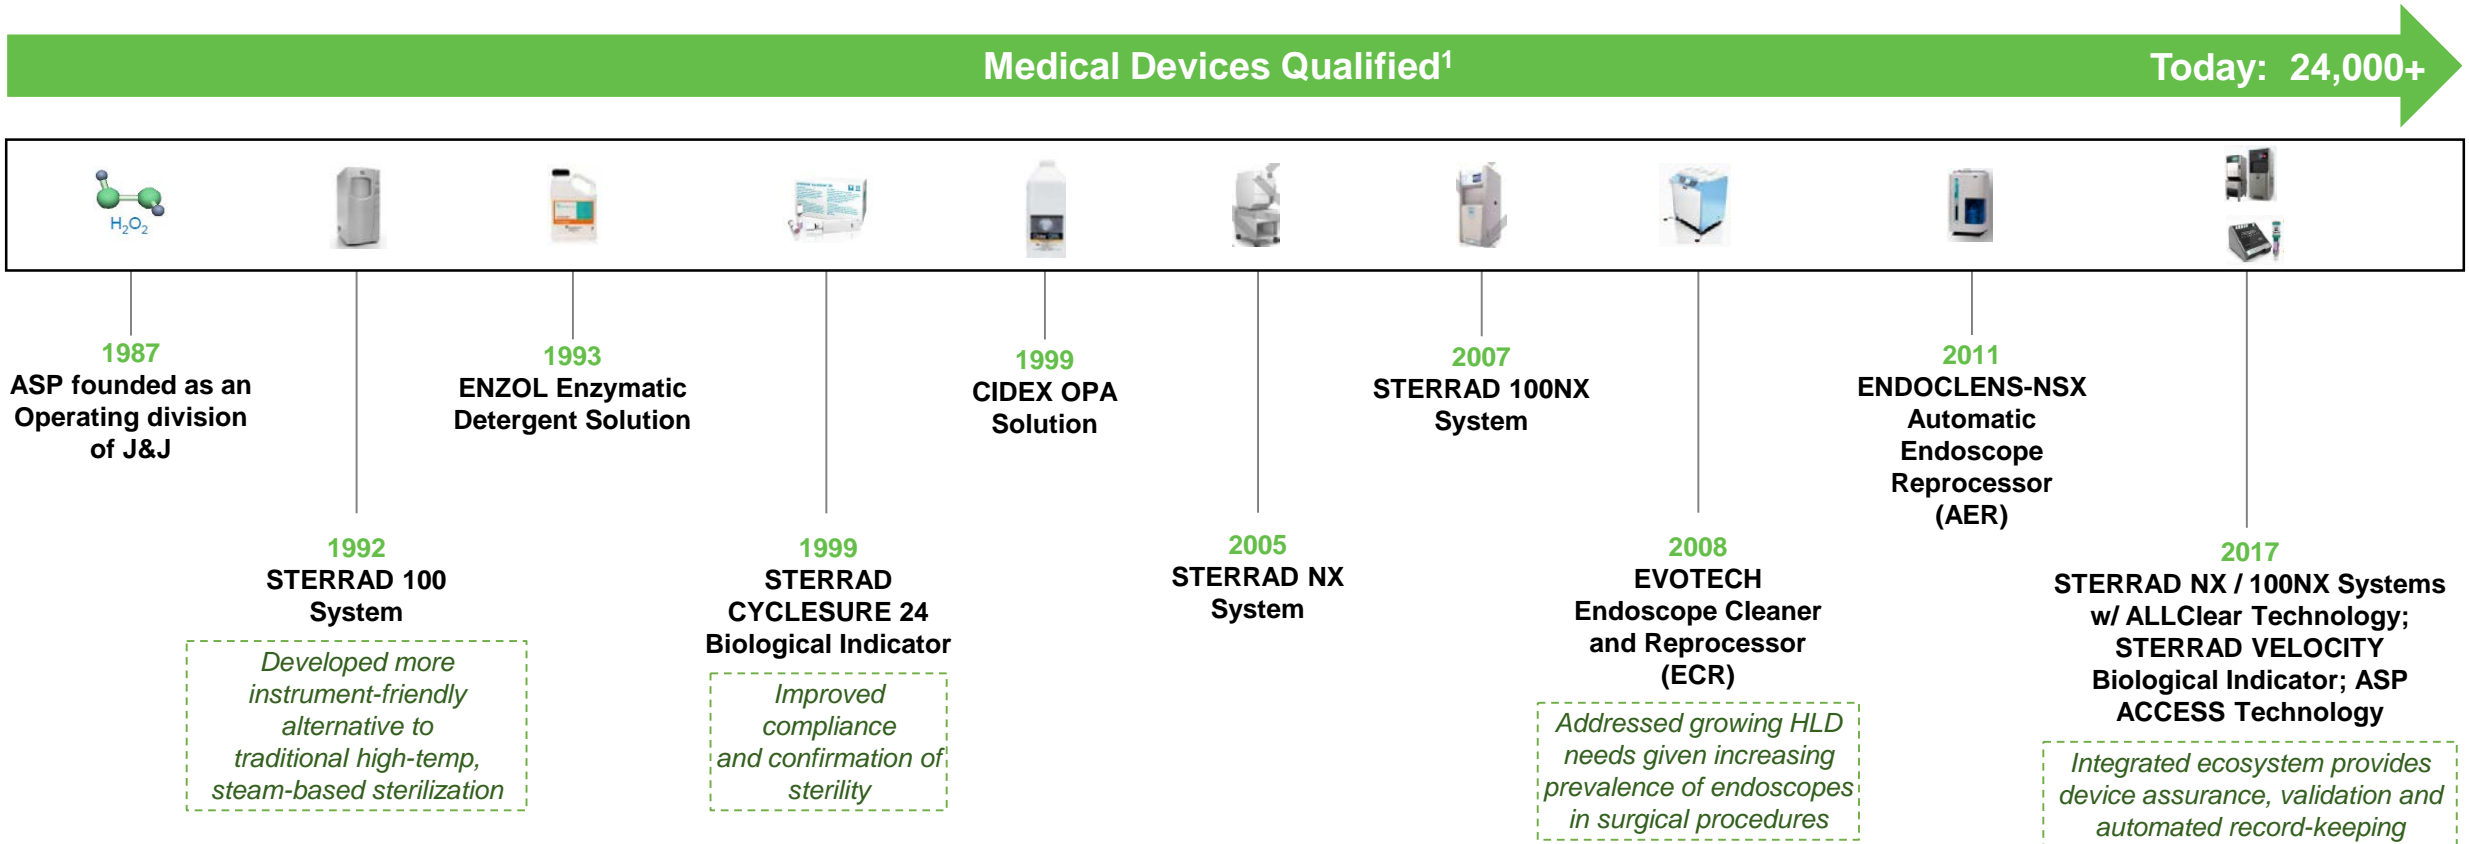 Medical Devices Qualified1
Today: 24,000+
H2O2
1987
ASP founded as an
Operating division
of J&J
1992
STERRAD 100
System
Developed more
instrument-friendly
alternative to
traditional high-temp,
steam-based sterilization
1993
ENZOL Enzymatic
Detergent Solution
1999
STERRAD
CYCLESURE 24
Biological Indicator
Improved
compliance
and confirmation of
sterility
1999
CIDEX OPA
Solution
2005
STERRAD NX
System
2007
STERRAD 100NX
System
2008
EVOTECH
Endoscope Cleaner
and Reprocessor
(ECR)
Addressed growing HLD
needs given increasing
prevalence of endoscopes
in surgical procedures
2011
ENDOCLENS-NSX
Automatic
Endoscope
Reprocessor
(AER)
2017
STERRAD NX / 100NX Systems
w/ ALLClear Technology;
STERRAD VELOCITY
Biological Indicator; ASP
ACCESS Technology
Integrated ecosystem provides
device assurance, validation and
automated record-keeping